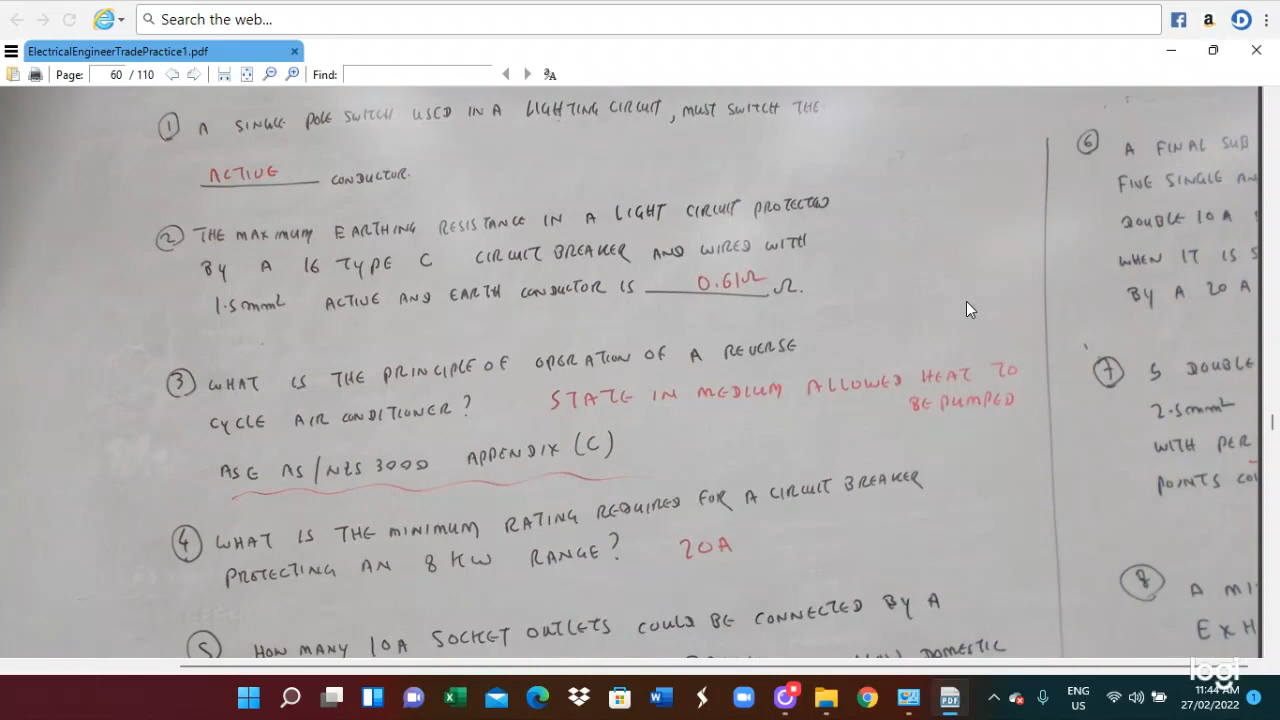 Search the web...
ElectricalEngineerTradePractice1.pdf
Page: 60 / 110 Find:
1 A SINGLE POLE SWITCH USED IN A LIGHTING CIRCUIT, MUST SWITCH THE
ACTIVE CONDUCTOR.
2 THE MAXIMUM EARTHING RESISTANCE IN A LIGHT CIRCUIT PROTECTED
BY A 16 TYPE C CIRCUIT BREAKER AND WIRED WITH
1.5mm² ACTIVE AND EARTH CONDUCTOR IS 0.61Ω Ω.
3 WHAT IS THE PRINCIPLE OF OPERATION OF A REVERSE
CYCLE AIR CONDITIONER? STATE IN MEDIUM ALLOWED HEAT TO
BE PUMPED
AS/NZS 3000 APPENDIX (C)
4 WHAT IS THE MINIMUM RATING REQUIRED FOR A CIRCUIT BREAKER
PROTECTING AN 8 KW RANGE? 20A
5 HOW MANY 10A SOCKET OUTLETS COULD BE CONNECTED BY A
DOMESTIC
6 A FINAL SUB
FIVE SINGLE AN
DOUBLE 10A
WHEN IT IS S
BY A 20 A
7 5 DOUBLE
2.5mm²
WITH PER
POINTS CO
8 A MI
EXH
logi
ENG
US
11:44 AM
27/02/2022